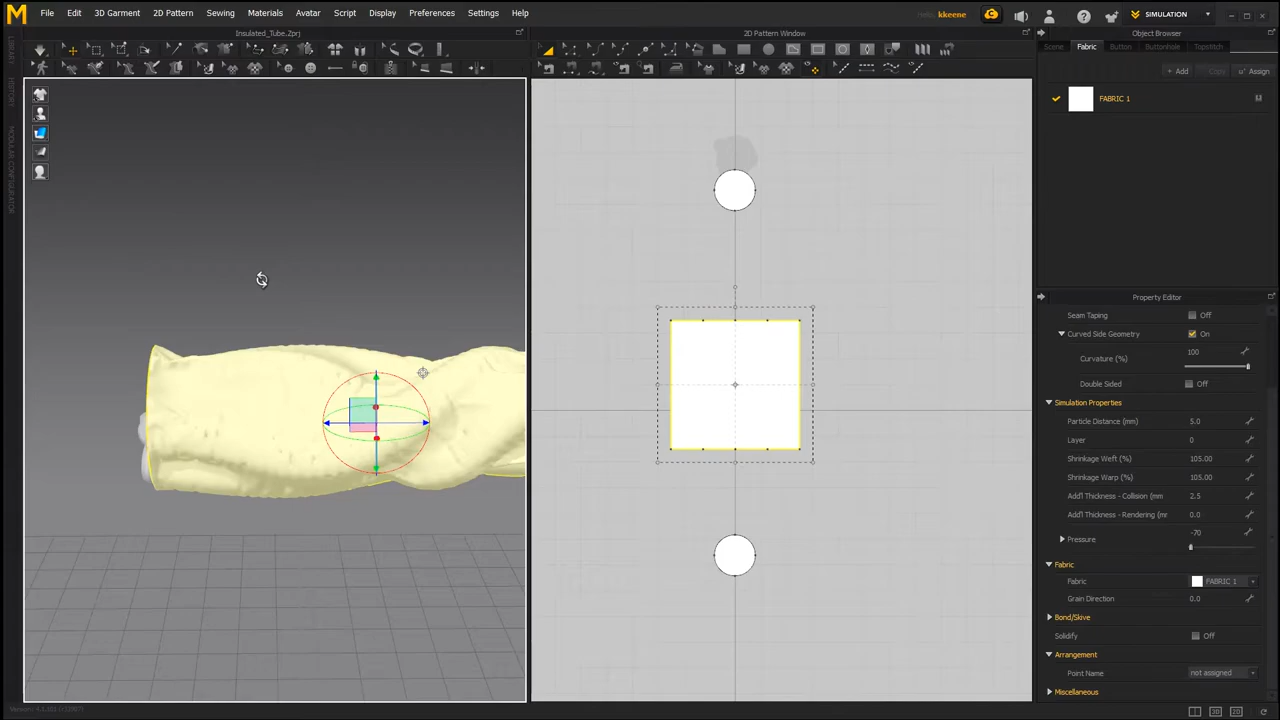 File Edit 3D Garment 2D Pattern Sewing Materials Avatar Script Display Preferences Settings Help
kkeene
SIMULATION
Insulated_Tube.Zprj
2D Pattern Window
Object Browser
LIBRARY
HISTORY
MODULAR CONFIGURATOR
Scene Fabric Button Buttonhole Topstitch
+ Add Copy Assign
FABRIC 1
Property Editor
Seam Taping Off
Curved Side Geometry On
Curvature (%) 100
Double Sided Off
Simulation Properties
Particle Distance (mm) 5.0
Layer 0
Shrinkage Weft (%) 105.00
Shrinkage Warp (%) 105.00
Add'l Thickness - Collision (mm 2.5
Add'l Thickness - Rendering (mr 0.0
Pressure -70
Fabric
Fabric FABRIC 1
Grain Direction 0.0
Bond/Skive
Solidify Off
Arrangement
Point Name not assigned
Miscellaneous
2D